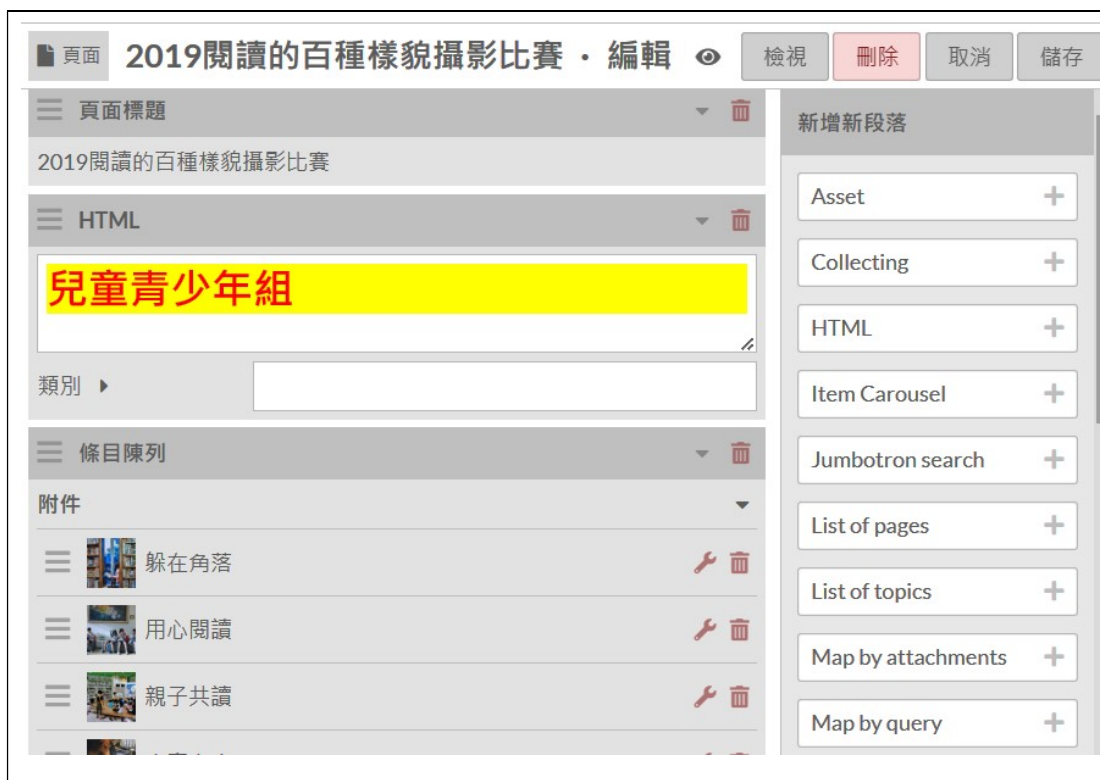 頁面 2019閱讀的百種樣貌攝影比賽 · 編輯 檢視 刪除 取消 儲存
頁面標題
2019閱讀的百種樣貌攝影比賽
HTML
兒童青少年組
類別
條目陳列
附件
躲在角落
用心閱讀
親子共讀
新增新段落
Asset
Collecting
HTML
Item Carousel
Jumbotron search
List of pages
List of topics
Map by attachments
Map by query